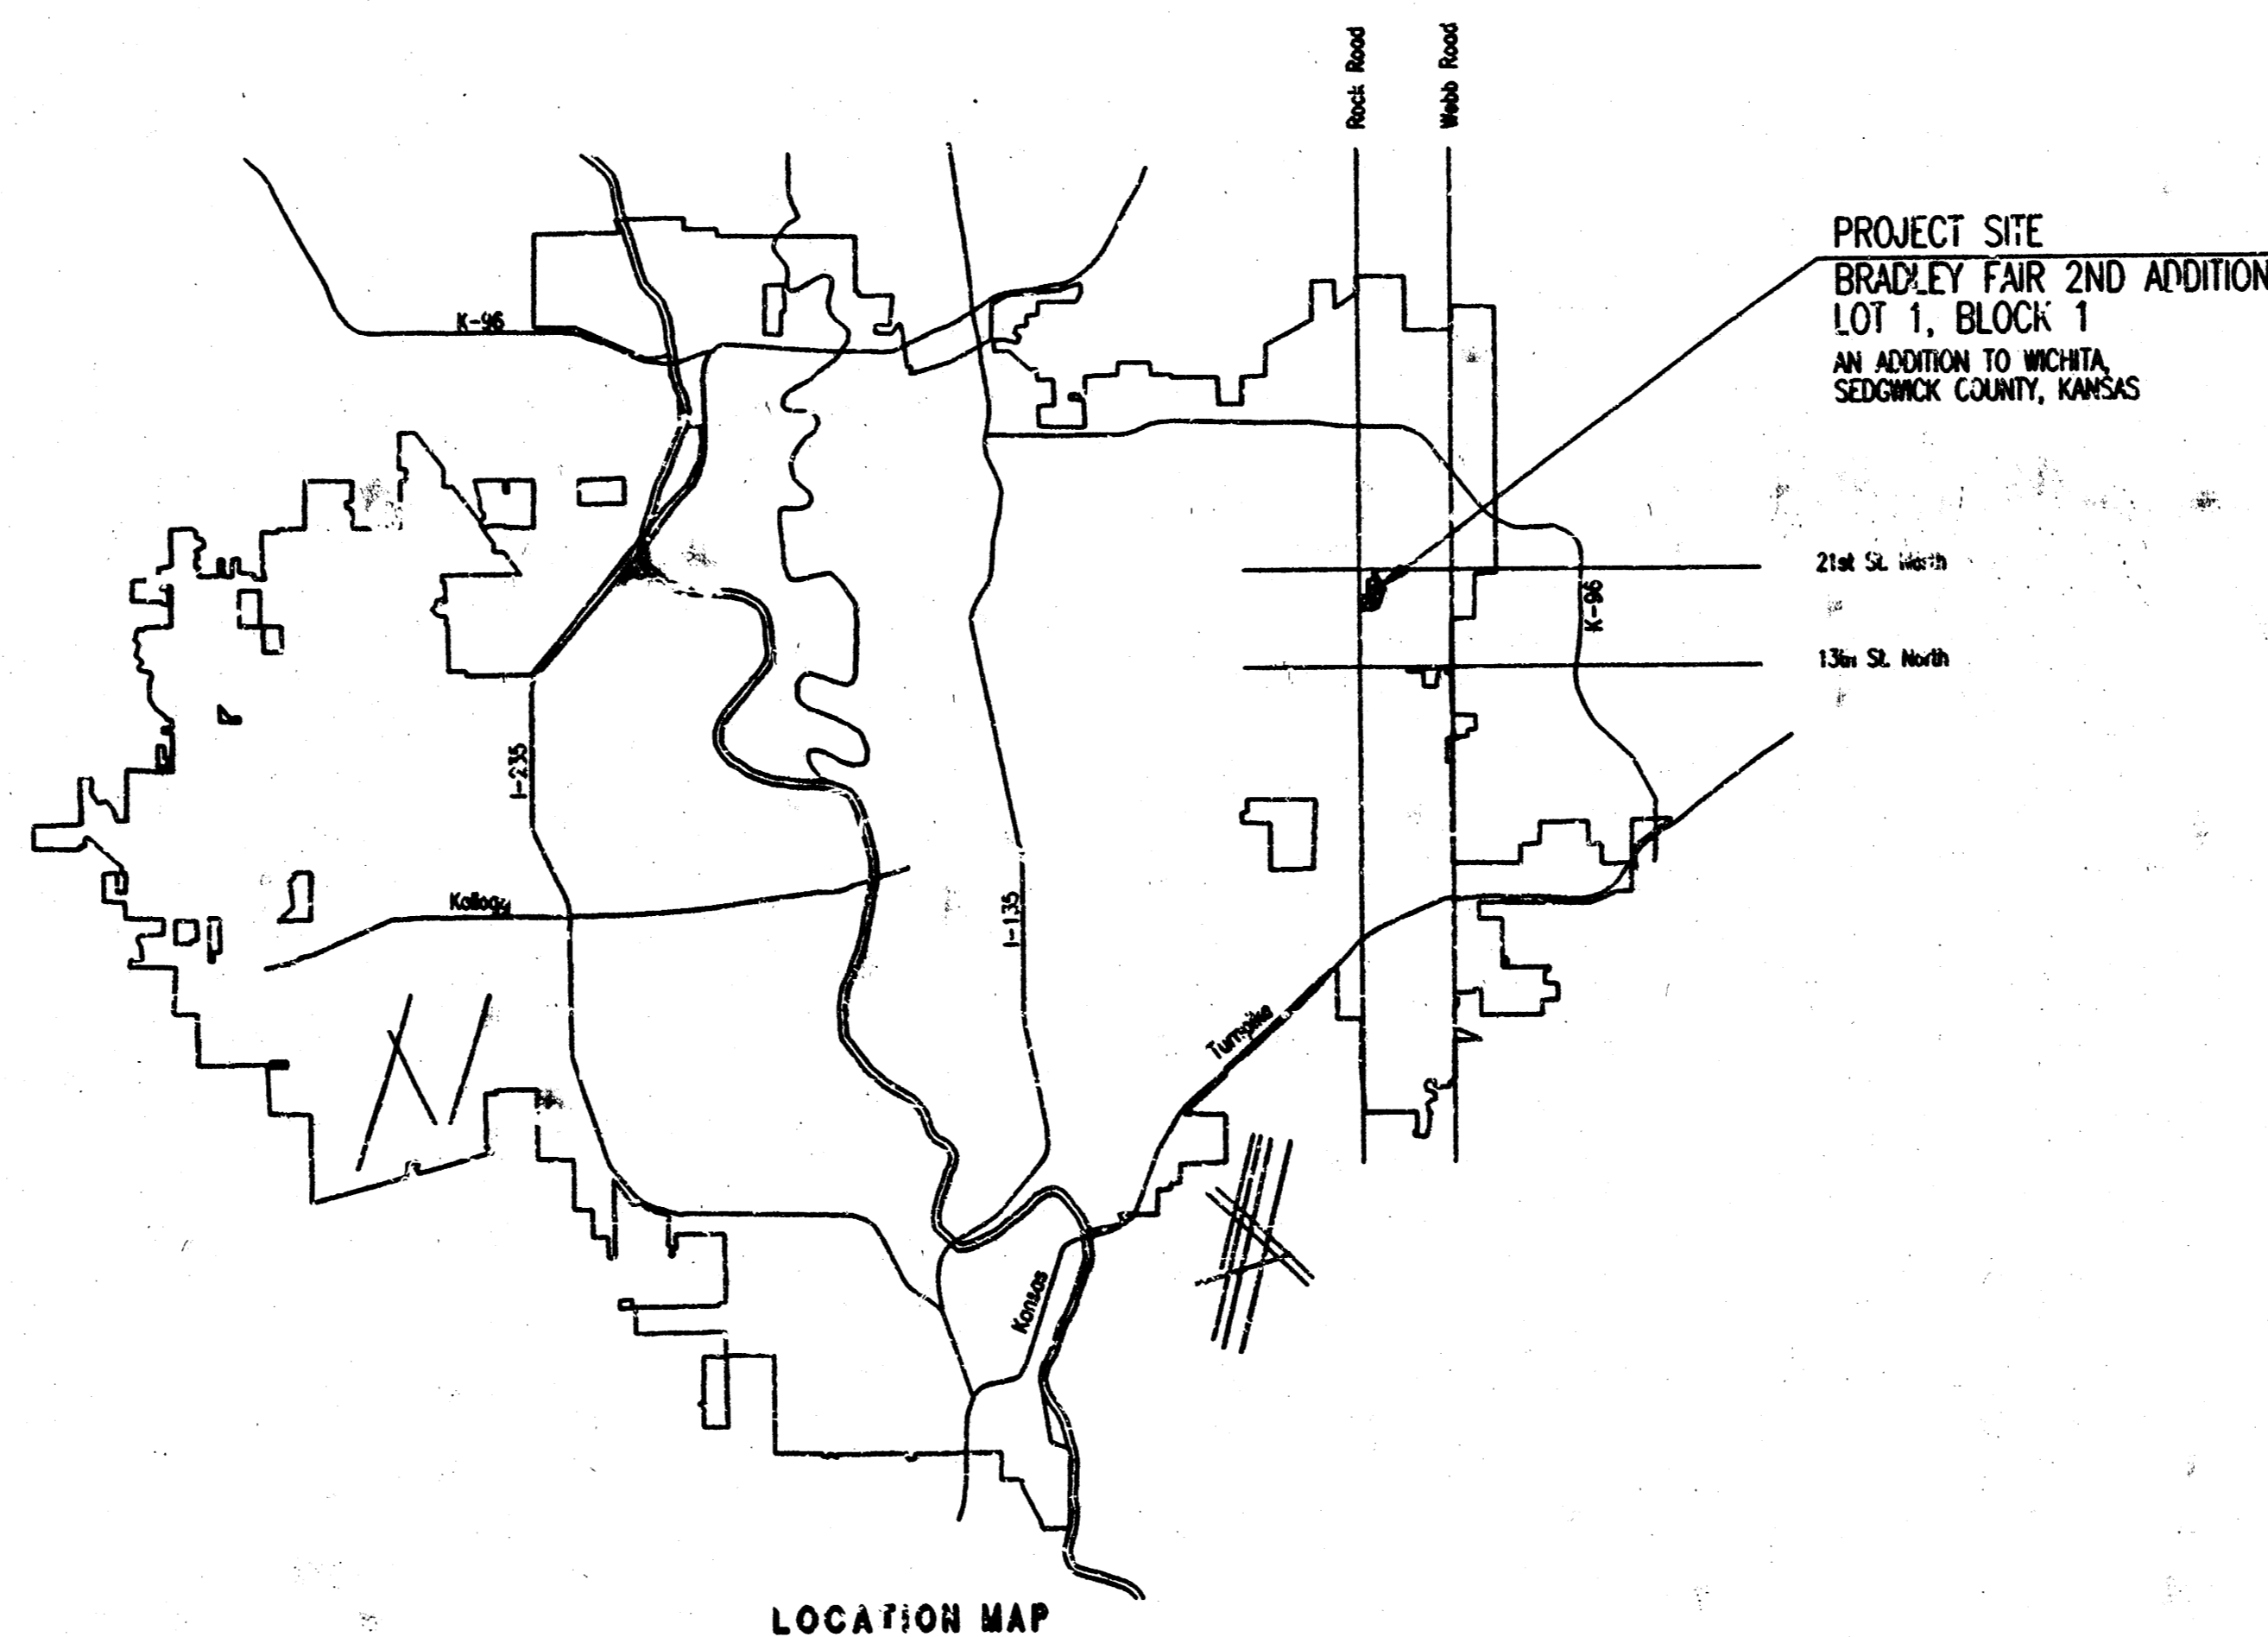 Rock Road
Webb Road
PROJECT SITE
BRADLEY FAIR 2ND ADDITION
LOT 1, BLOCK 1
AN ADDITION TO WICHITA,
SEDGWICK COUNTY, KANSAS
K-96
21st St. North
K-96
13th St. North
I-235
Kellogg
I-135
Turnpike
Kansas
LOCATION MAP